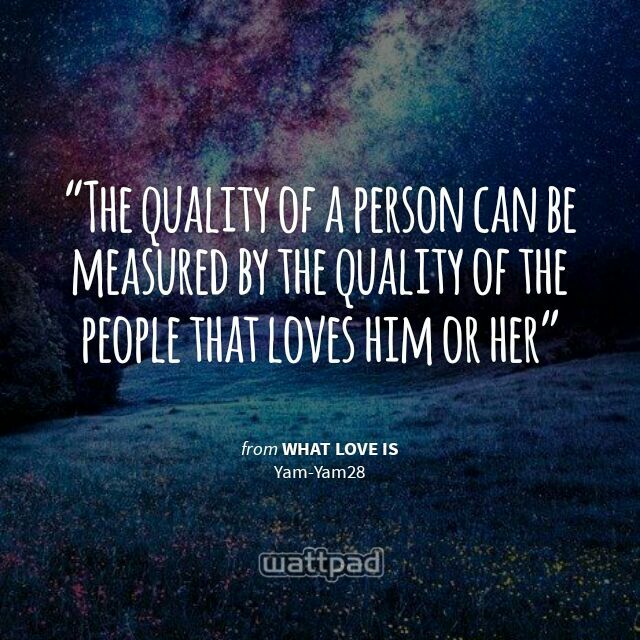 “The quality of a person can be
measured by the quality of the
people that loves him or her”
from WHAT LOVE IS
Yam-Yam28
wattpad